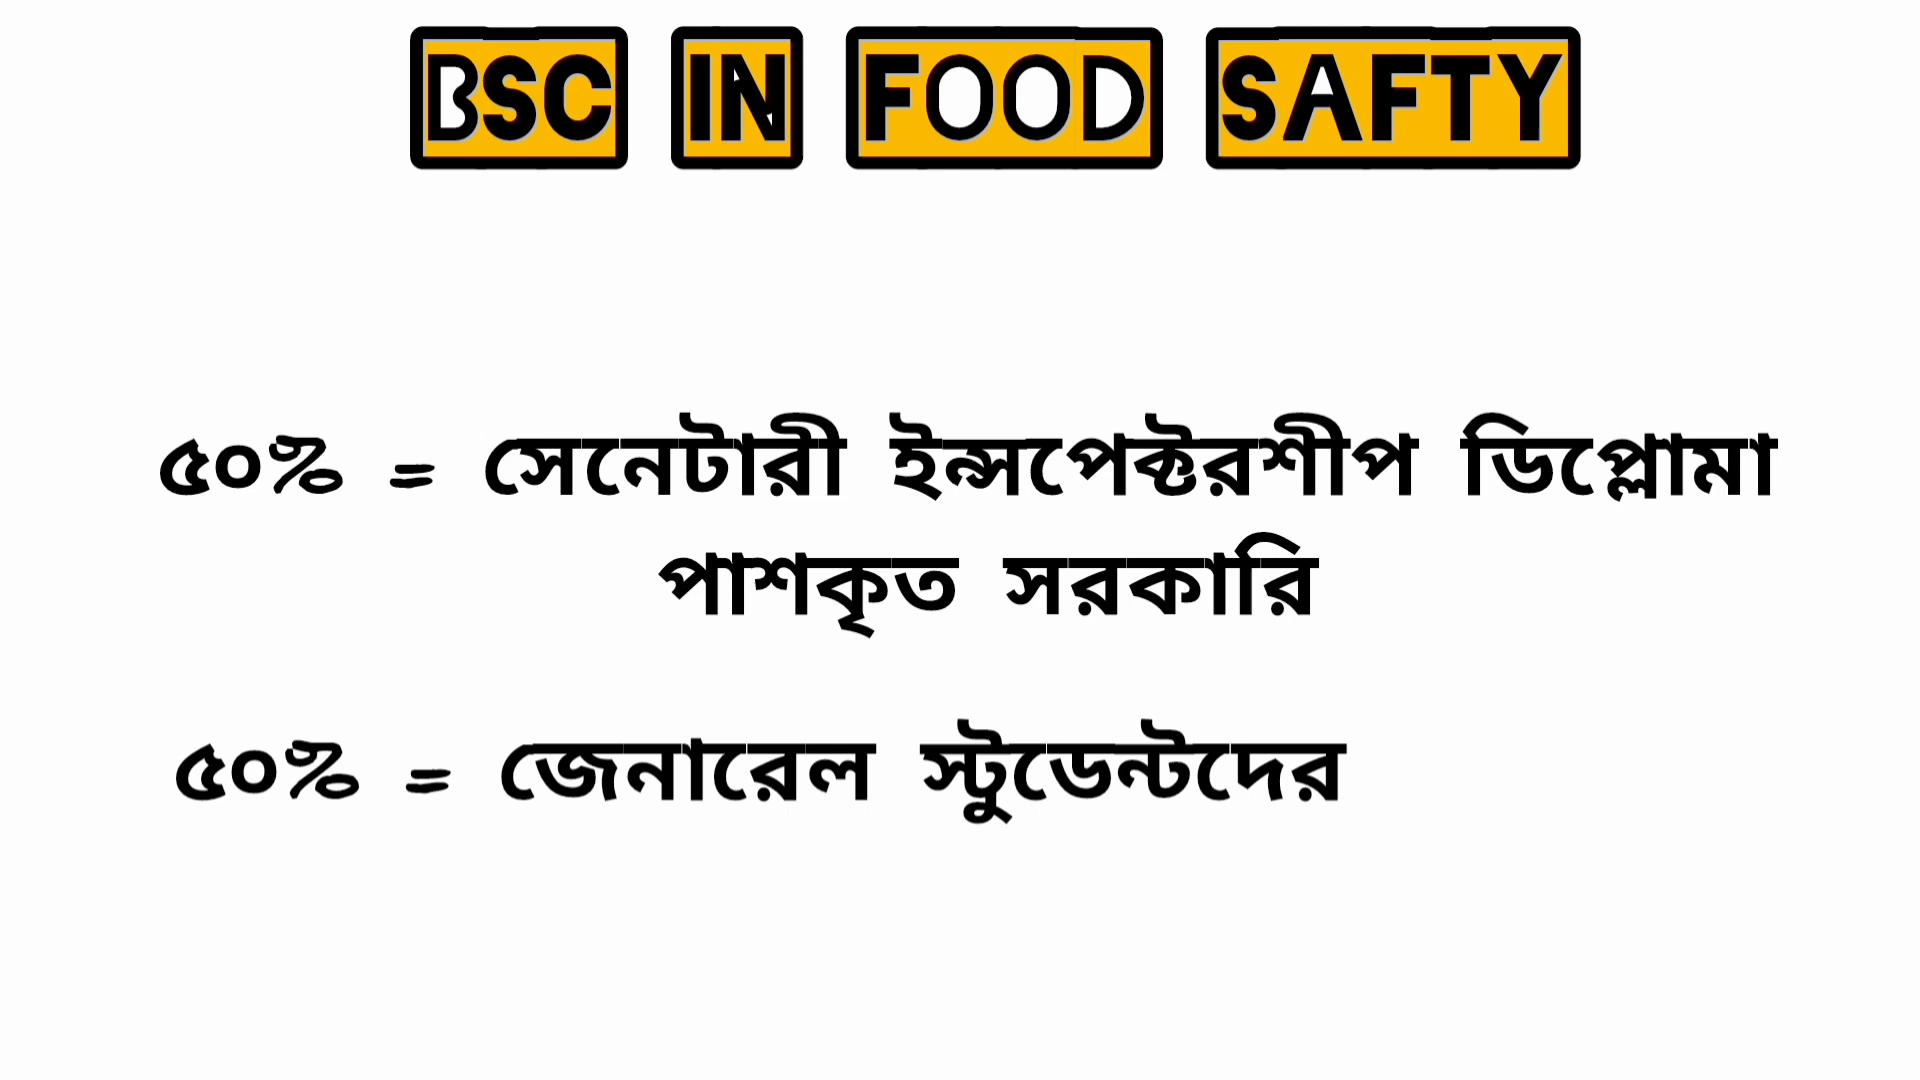 BSC IN FOOD SAFTY
৫০% = সেনেটারী ইন্সপেক্টরশীপ ডিপ্লোমা
পাশকৃত সরকারি
৫০% = জেনারেল স্টুডেন্টদের